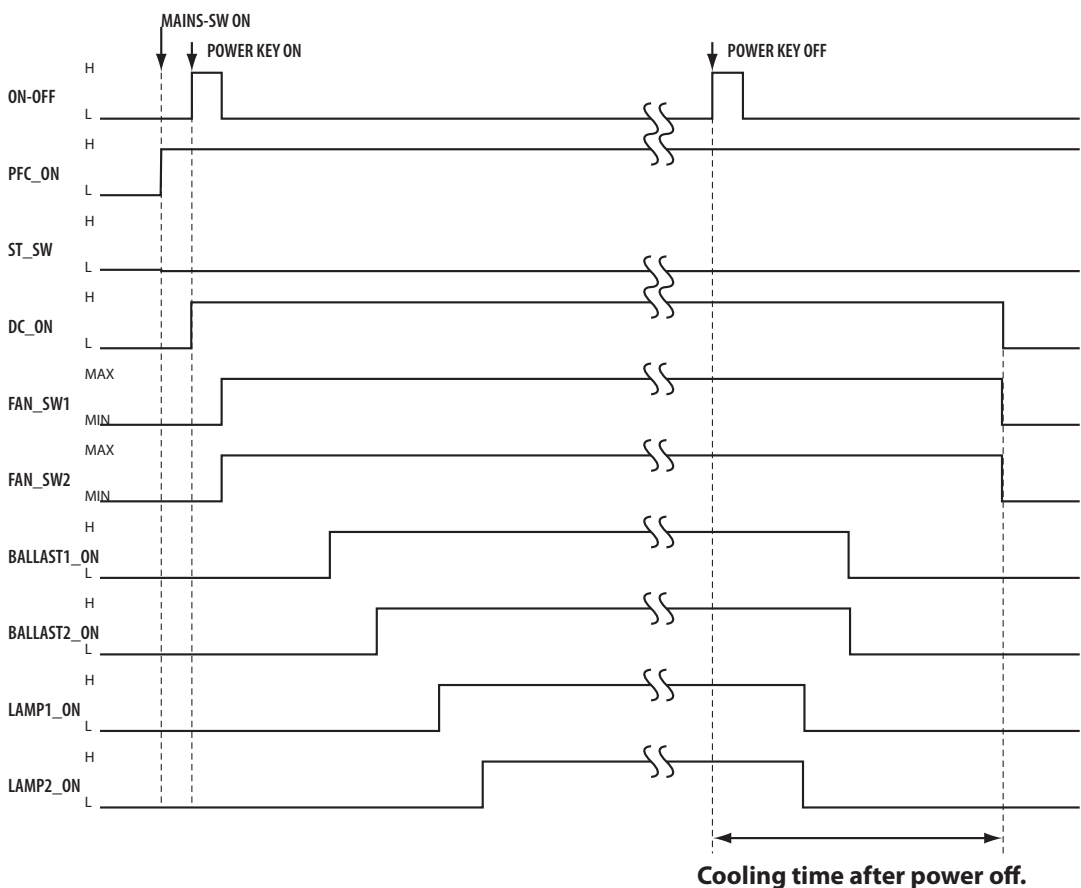 MAINS-SW ON
POWER KEY ON
POWER KEY OFF
H
ON-OFF
L
H
PFC_ON
L
H
ST_SW
L
H
DC_ON
L
MAX
FAN_SW1
MIN
MAX
FAN_SW2
MIN
H
BALLAST1_ON
L
H
BALLAST2_ON
L
H
LAMP1_ON
L
H
LAMP2_ON
L
Cooling time after power off.